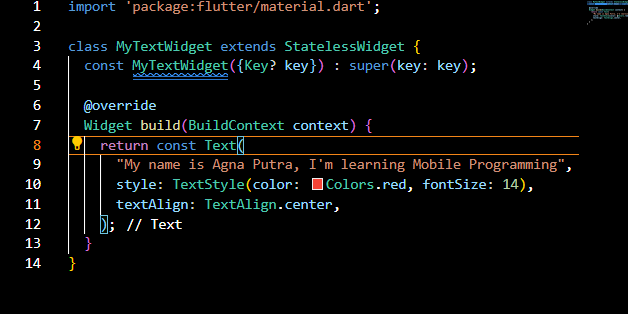 1 import 'package:flutter/material.dart';
2
3 class MyTextWidget extends StatelessWidget {
4 const MyTextWidget({Key? key}) : super(key: key);
5
6 @override
7 Widget build(BuildContext context) {
8 return const Text(
9 "My name is Agna Putra, I'm learning Mobile Programming",
10 style: TextStyle(color: Colors.red, fontSize: 14),
11 textAlign: TextAlign.center,
12 ); // Text
13 }
14 }